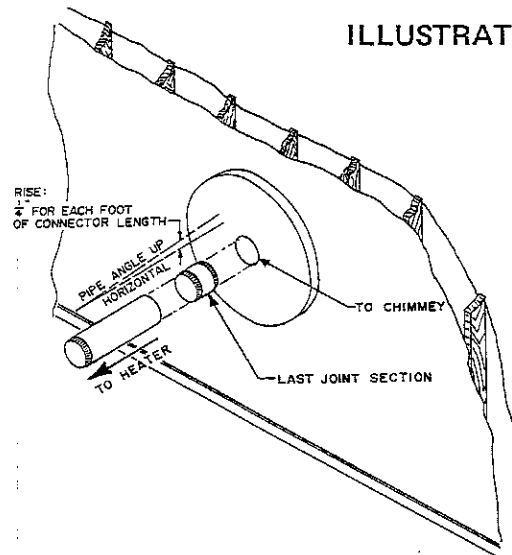 ILLUSTRAT
RISE:
1/4" FOR EACH FOOT
OF CONNECTOR LENGTH
PIPE ANGLE UP
HORIZONTAL
TO CHIMMEY
LAST JOINT SECTION
TO HEATER